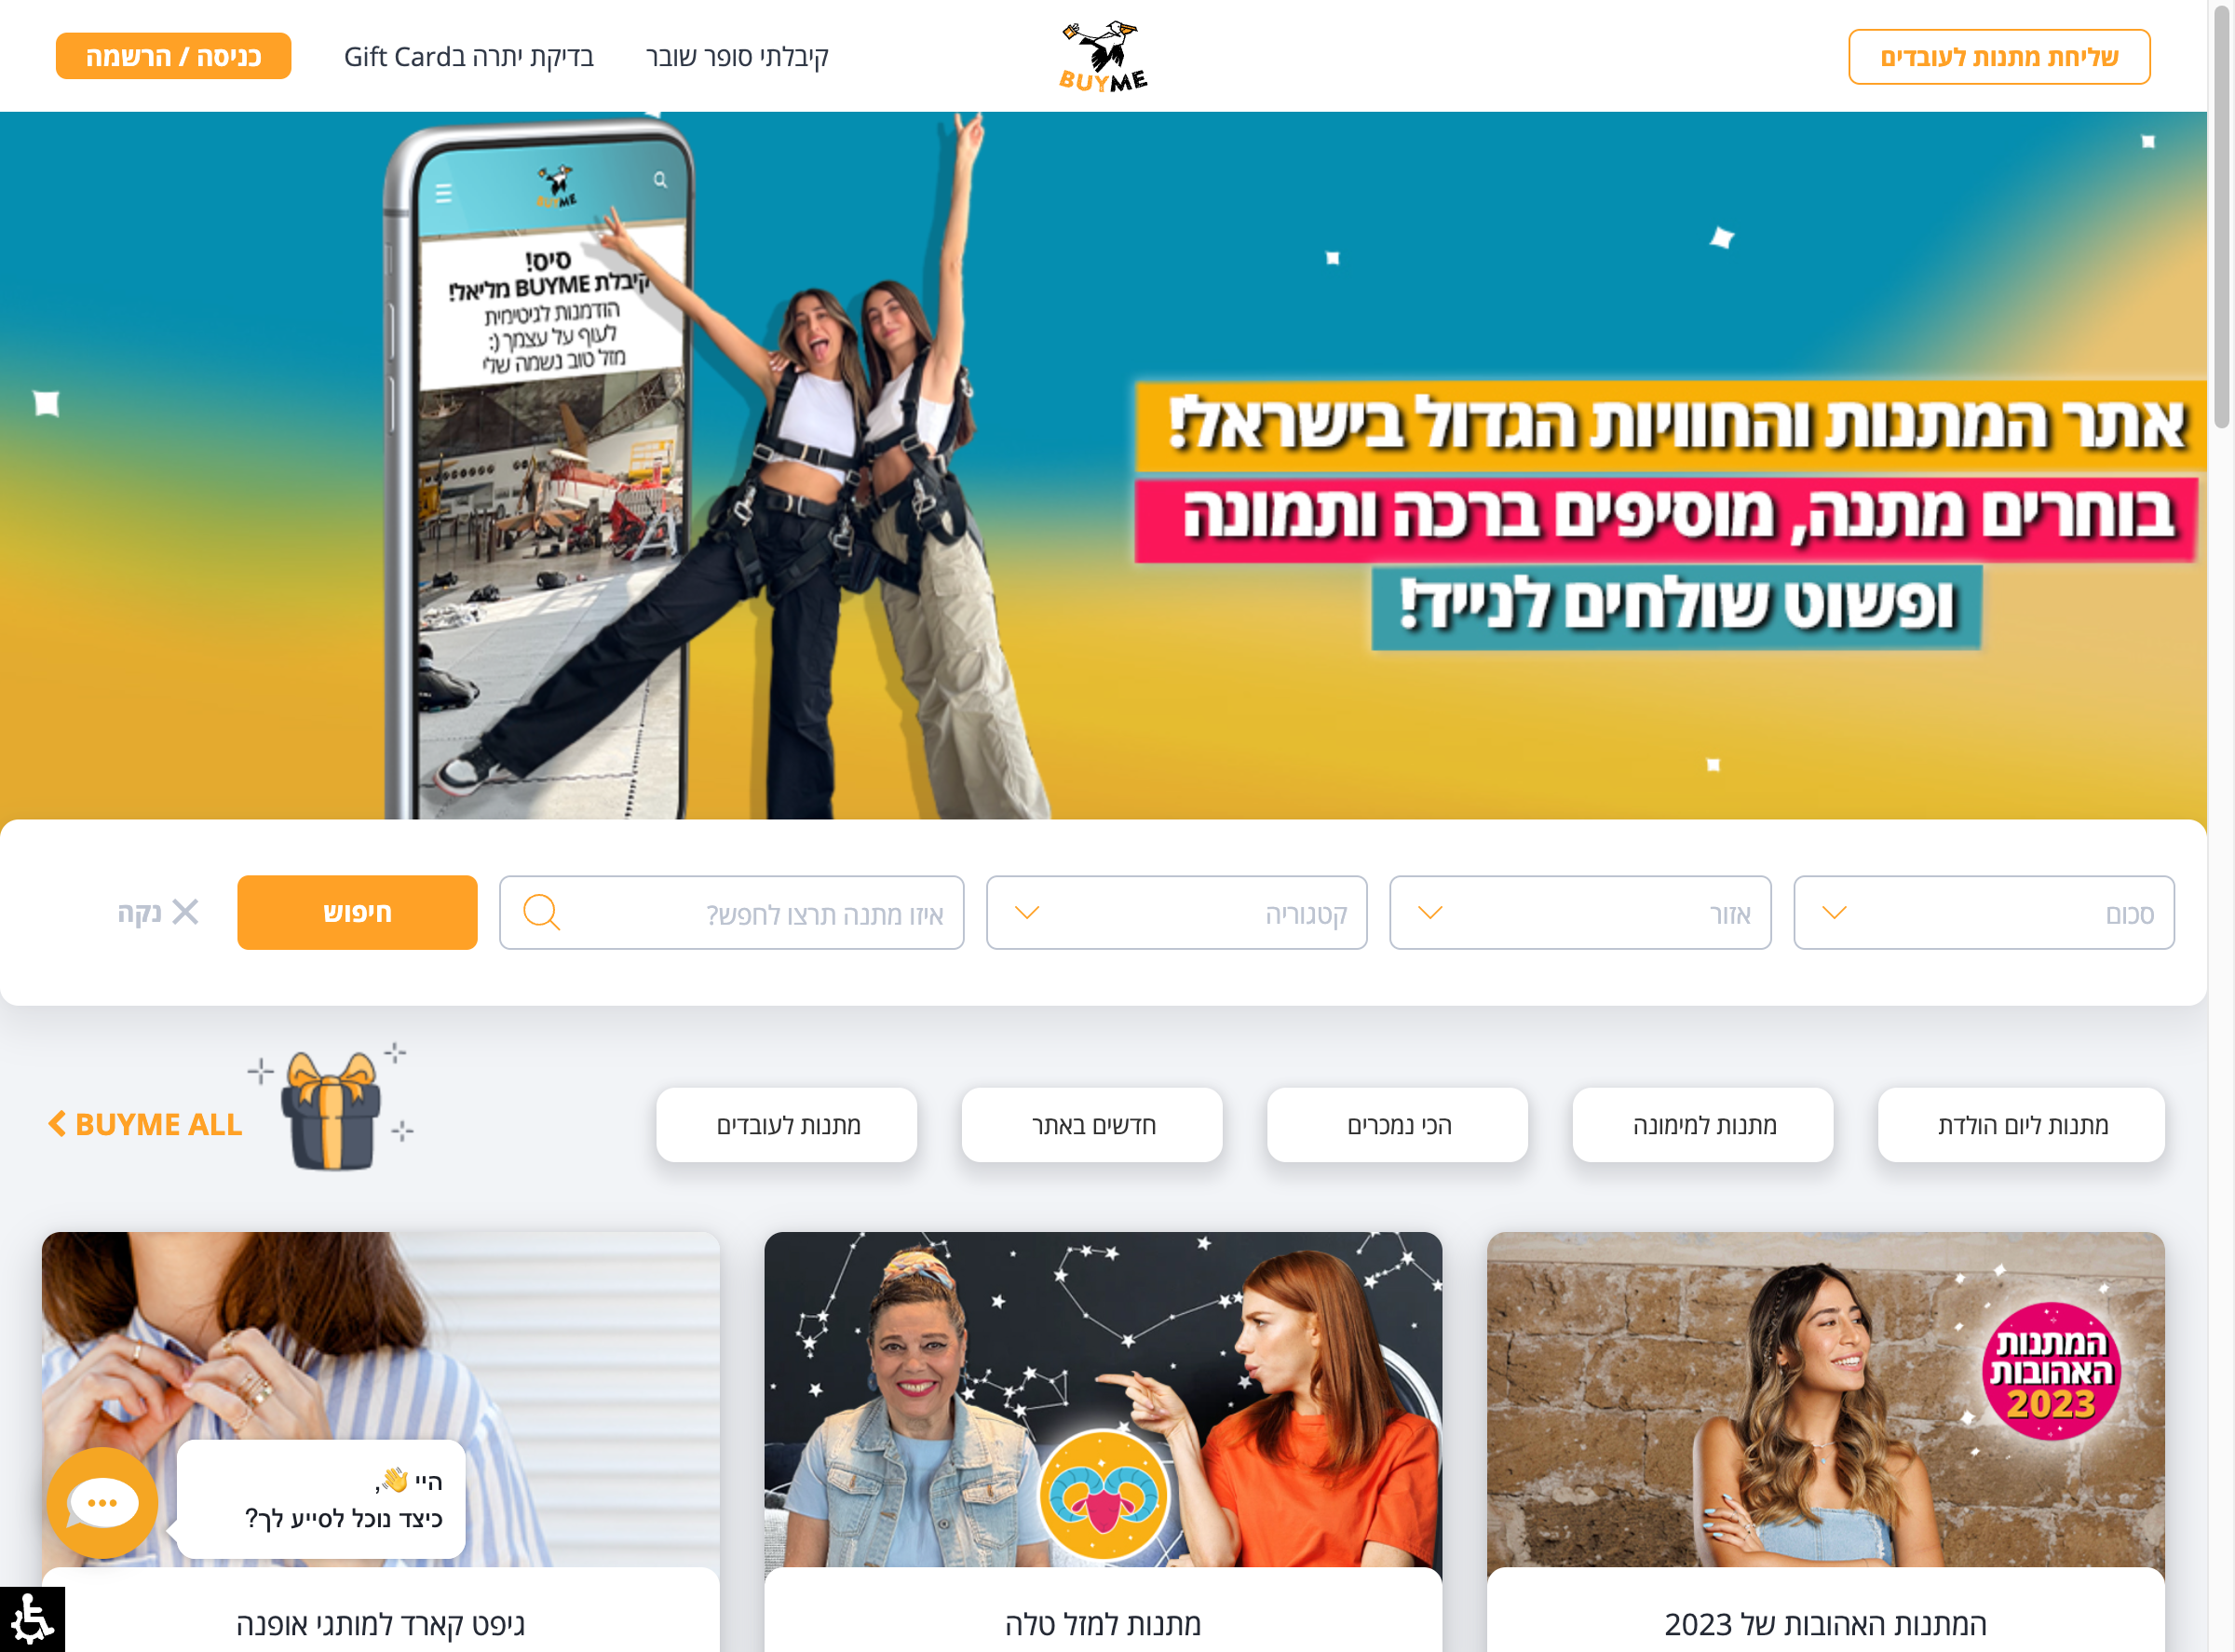 שליחת מתנות לעובדים
BUYME
קיבלתי סופר שובר
בדיקת יתרה בGift Card
כניסה / הרשמה
אתר המתנות והחוויות הגדול בישראל!
בוחרים מתנה, מוסיפים ברכה ותמונה
ופשוט שולחים לנייד!
BUYME
סיס!
קיבלת BUYME מליאל!
הזדמנות לגיטימית
לעוף על עצמך (:
מזל טוב נשמה שלי
סכום
אזור
קטגוריה
איזו מתנה תרצו לחפש?
חיפוש
נקה
מתנות ליום הולדת
מתנות למימונה
הכי נמכרים
חדשים באתר
מתנות לעובדים
BUYME ALL
המתנות
האהובות
2023
היי 👋,
כיצד נוכל לסייע לך?
המתנות האהובות של 2023
מתנות למזל טלה
גיפט קארד למותגי אופנה